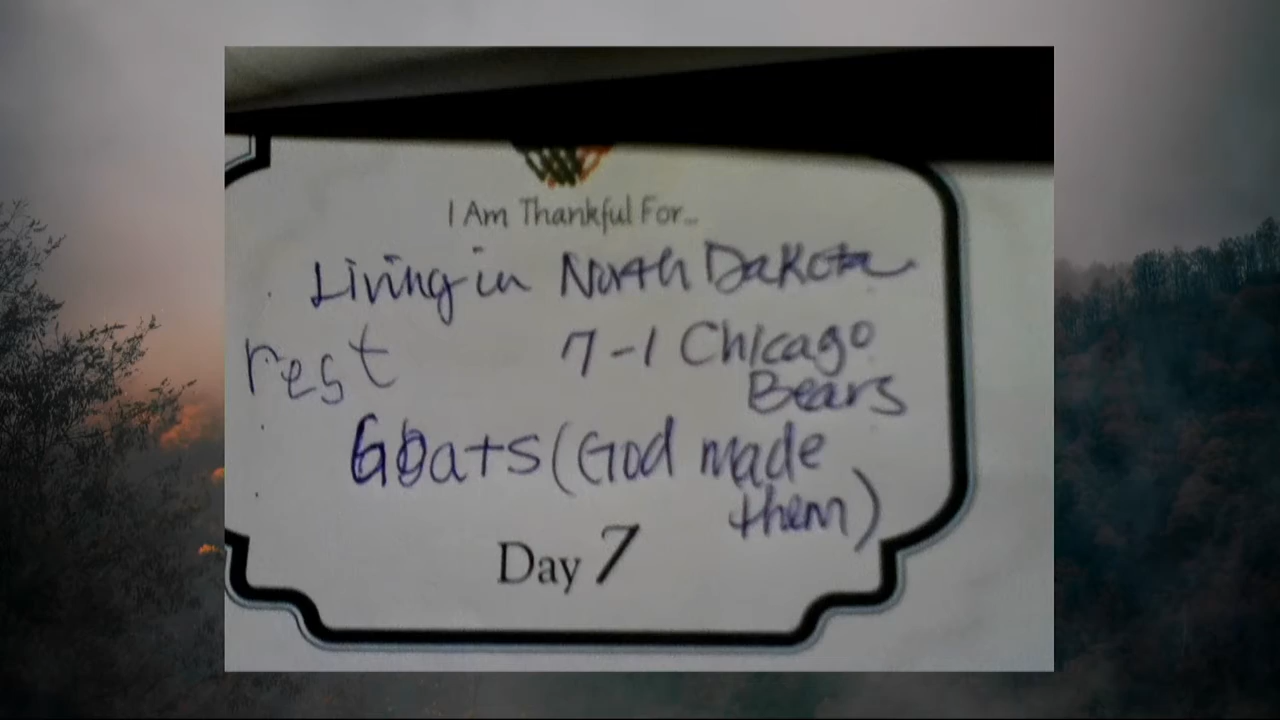 I Am Thankful For...
Living in North Dakota
rest
7-1 Chicago
Bears
Goats (God made
them)
Day 7